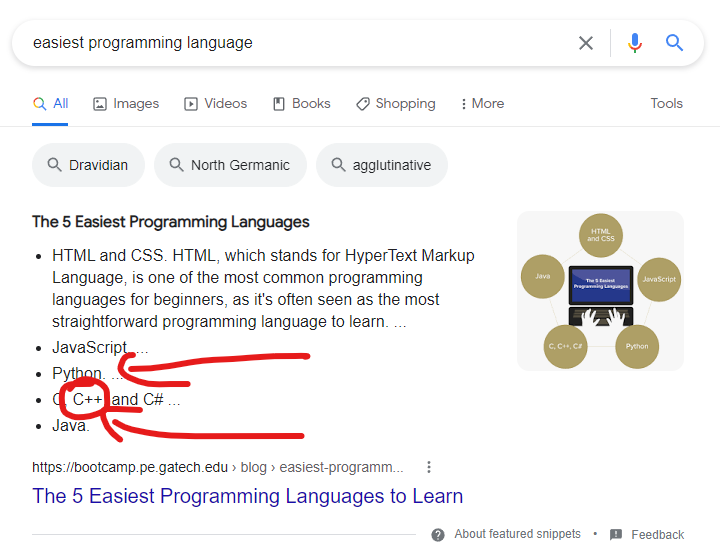 easiest programming language
All
Images
Videos
Books
Shopping
More
Tools
Dravidian
North Germanic
agglutinative
The 5 Easiest Programming Languages
HTML and CSS. HTML, which stands for HyperText Markup
Language, is one of the most common programming
languages for beginners, as it's often seen as the most
straightforward programming language to learn. ...
JavaScript. ...
Python. ...
C, C++ and C# ...
Java.
HTML
and CSS
Java
JavaScript
The 5 Easiest
Programming Languages
C, C++, C#
Python
https://bootcamp.pe.gatech.edu › blog › easiest-programm...
The 5 Easiest Programming Languages to Learn
About featured snippets
•
Feedback